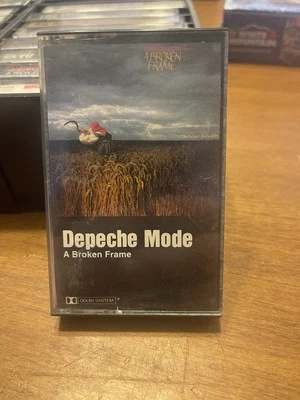 A BROKEN
FRAME
Depeche Mode
A Broken Frame
DOLBY SYSTEM